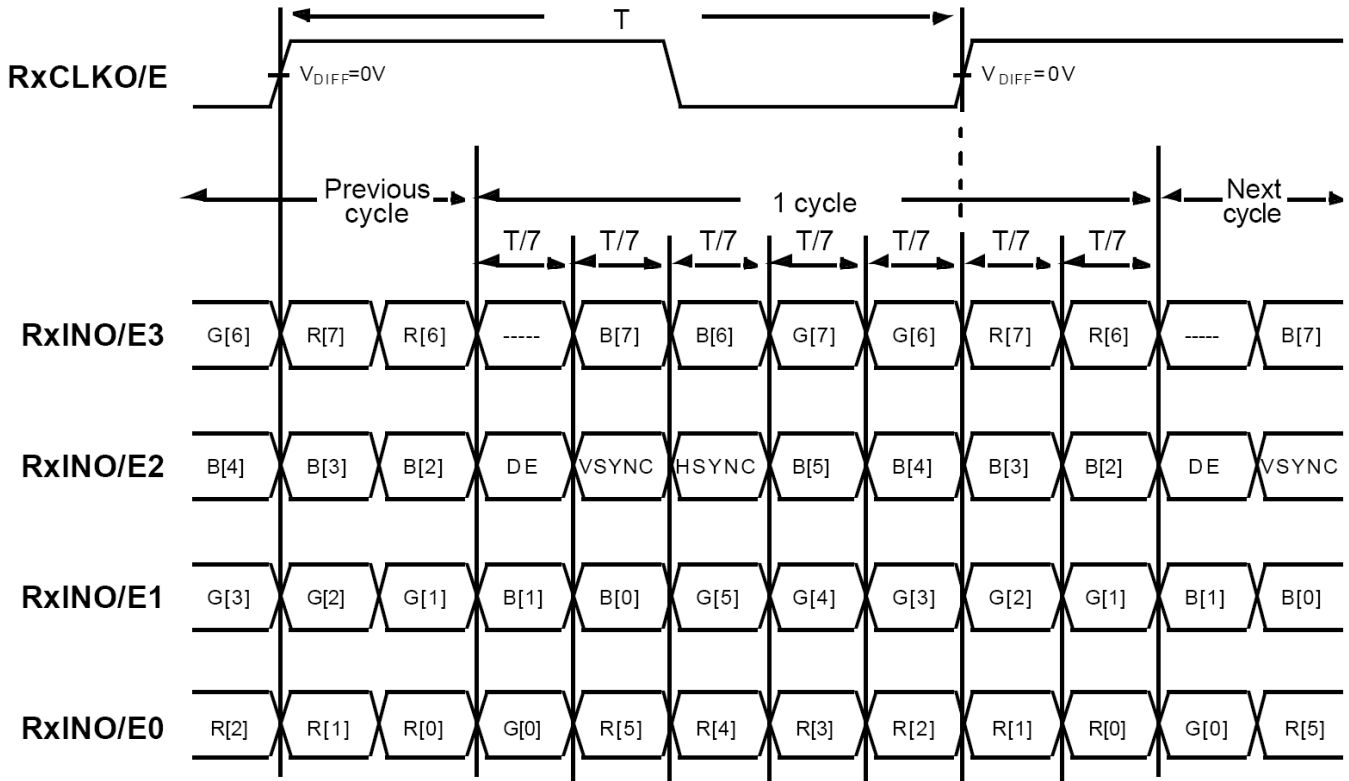 T
RxCLKO/E VDIFF=0V VDIFF=0V
Previous cycle 1 cycle Next cycle
T/7 T/7 T/7 T/7 T/7 T/7 T/7
RxINO/E3 G[6] R[7] R[6] ----- B[7] B[6] G[7] G[6] R[7] R[6] ----- B[7]
RxINO/E2 B[4] B[3] B[2] DE VSYNC HSYNC B[5] B[4] B[3] B[2] DE VSYNC
RxINO/E1 G[3] G[2] G[1] B[1] B[0] G[5] G[4] G[3] G[2] G[1] B[1] B[0]
RxINO/E0 R[2] R[1] R[0] G[0] R[5] R[4] R[3] R[2] R[1] R[0] G[0] R[5]